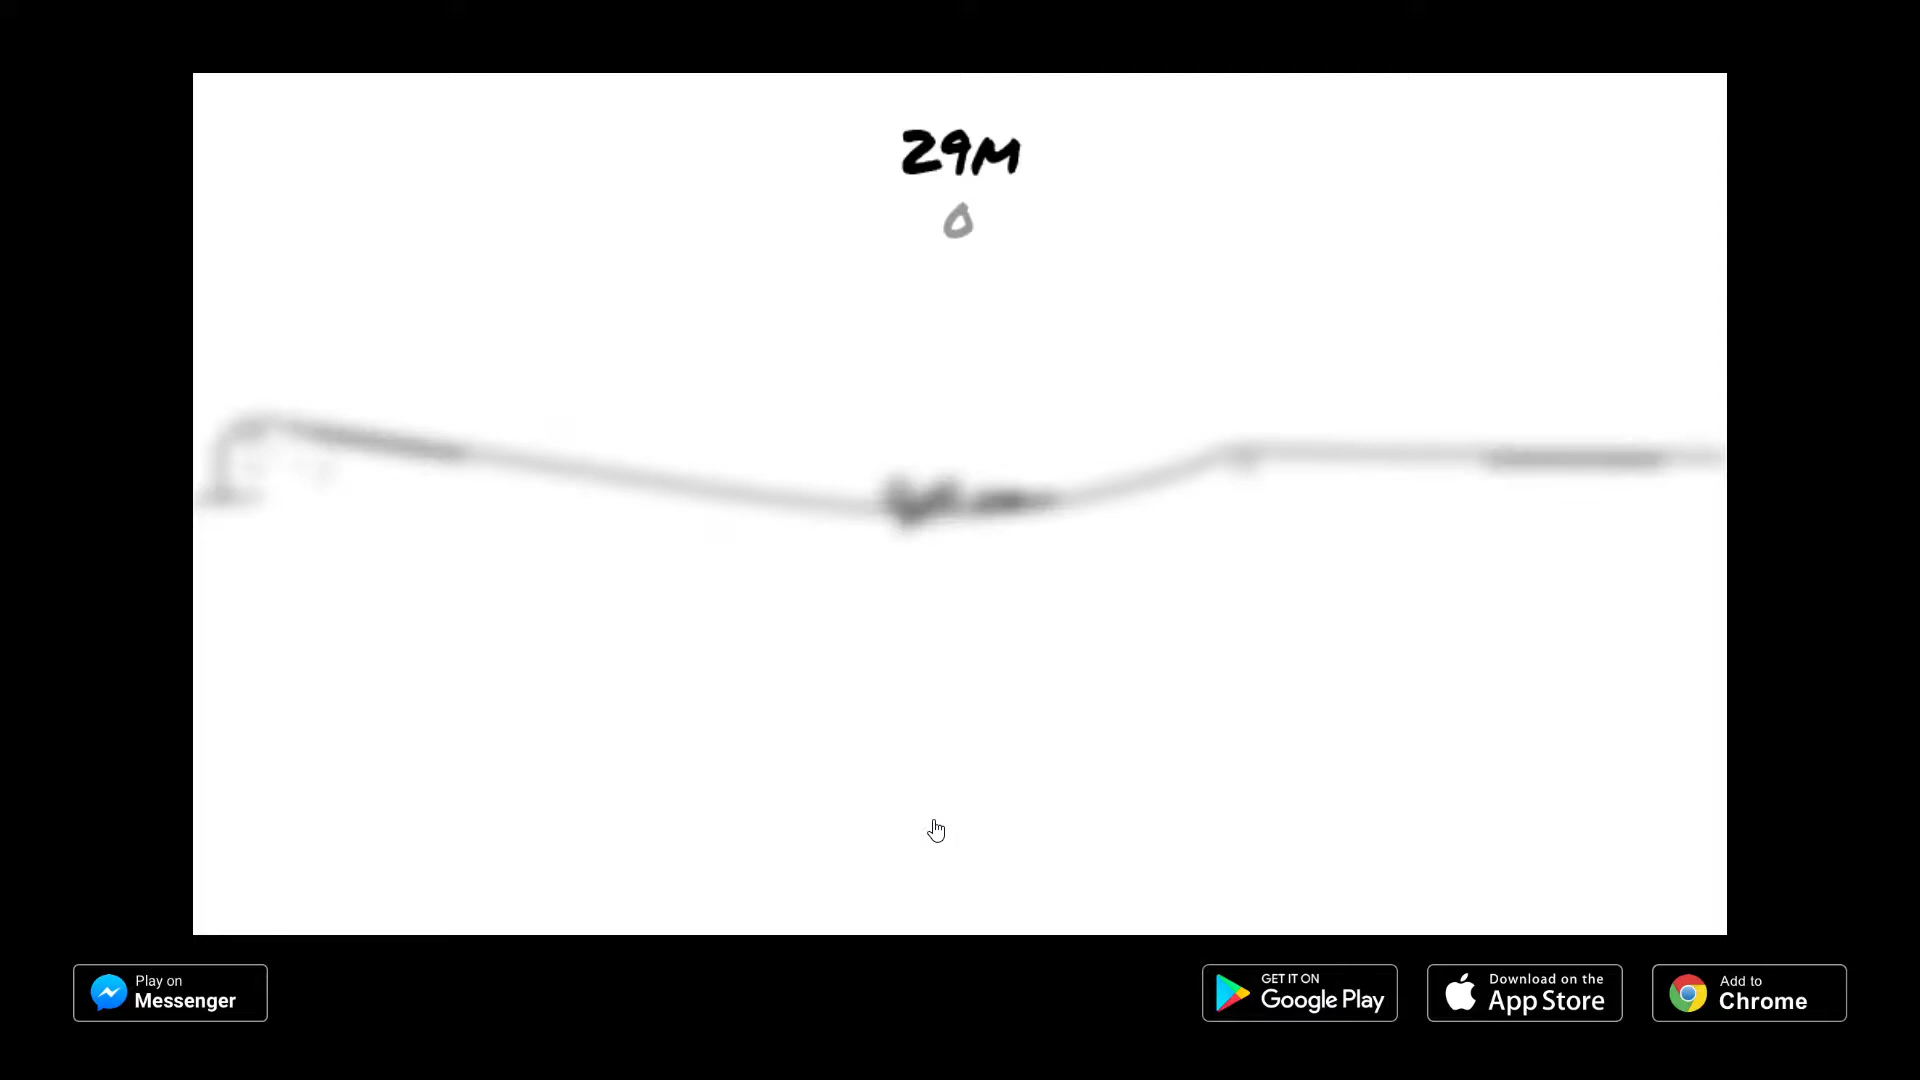 29M
0
Play on
Messenger
GET IT ON
Google Play
Download on the
App Store
Add to
Chrome